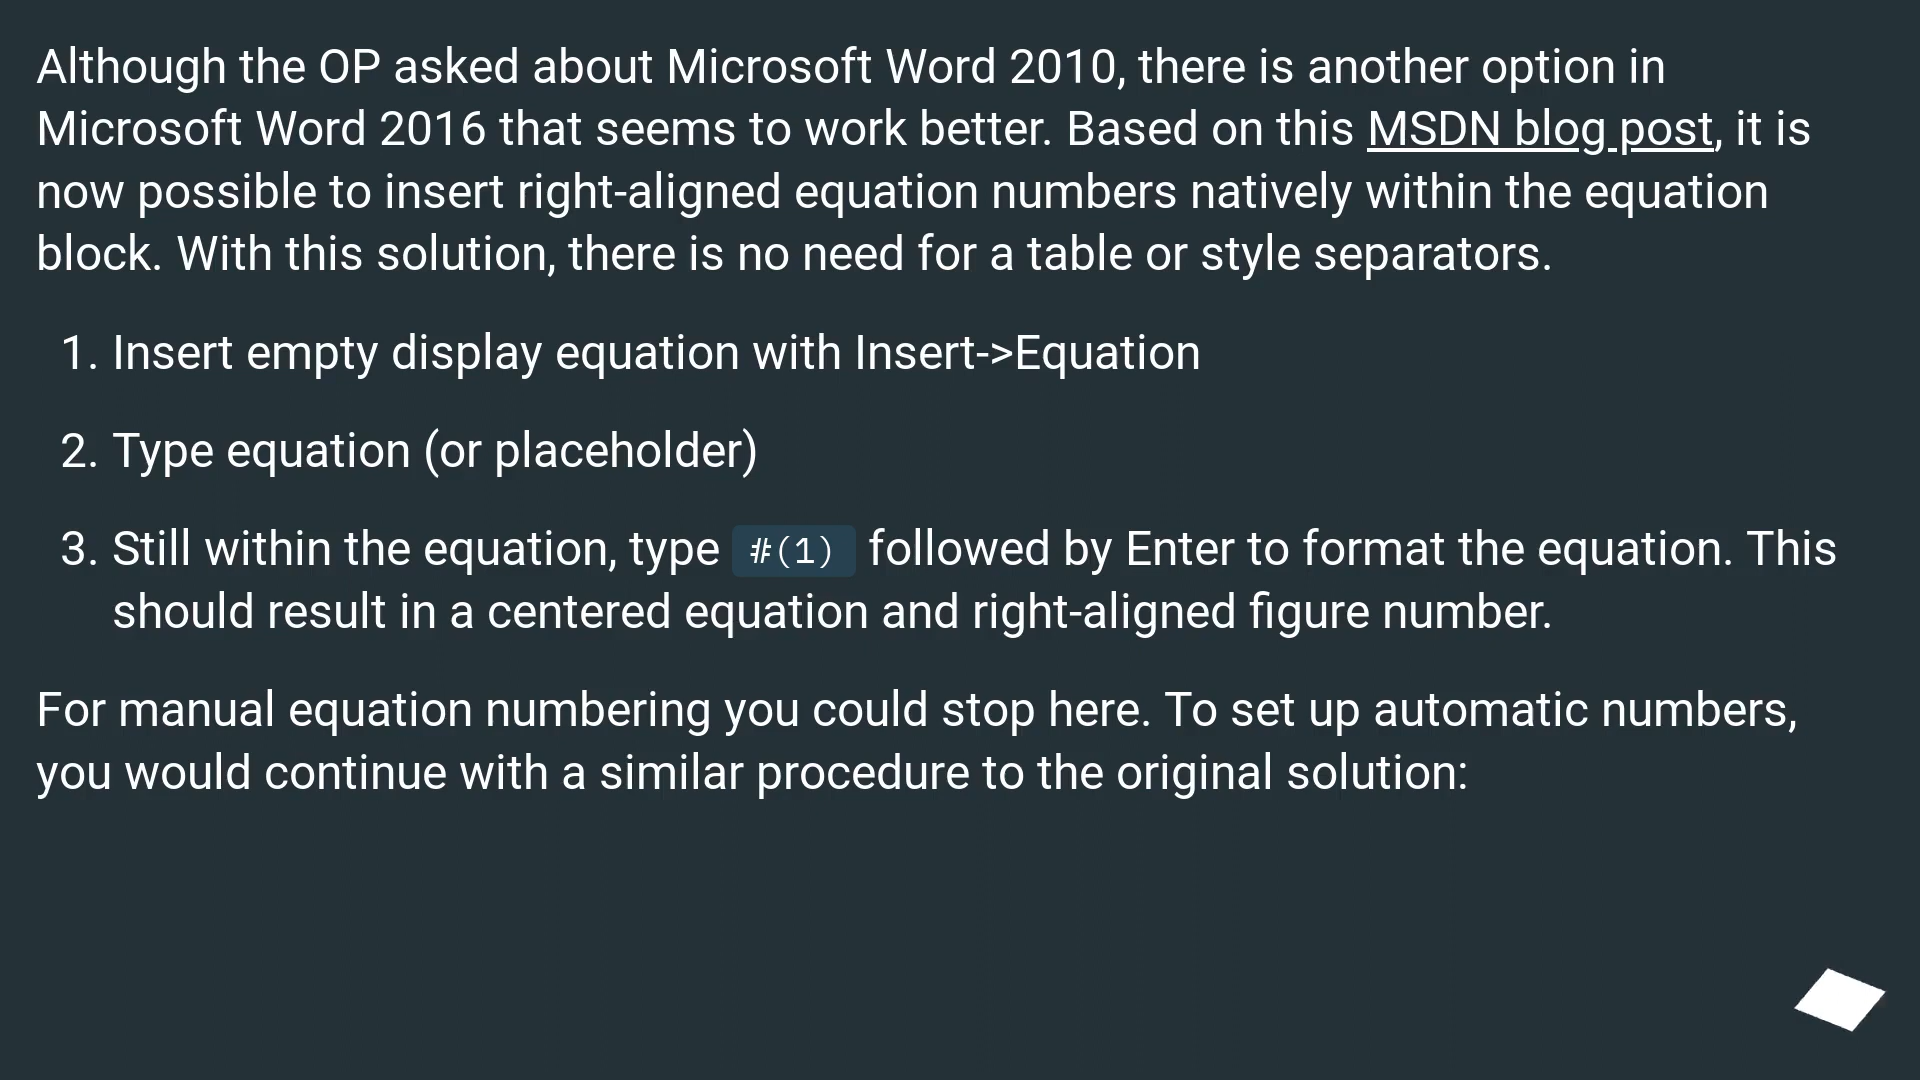 Although the OP asked about Microsoft Word 2010, there is another option in
Microsoft Word 2016 that seems to work better. Based on this MSDN blog post, it is
now possible to insert right-aligned equation numbers natively within the equation
block. With this solution, there is no need for a table or style separators.
1. Insert empty display equation with Insert->Equation
2. Type equation (or placeholder)
3. Still within the equation, type #(1) followed by Enter to format the equation. This
should result in a centered equation and right-aligned figure number.
For manual equation numbering you could stop here. To set up automatic numbers,
you would continue with a similar procedure to the original solution: